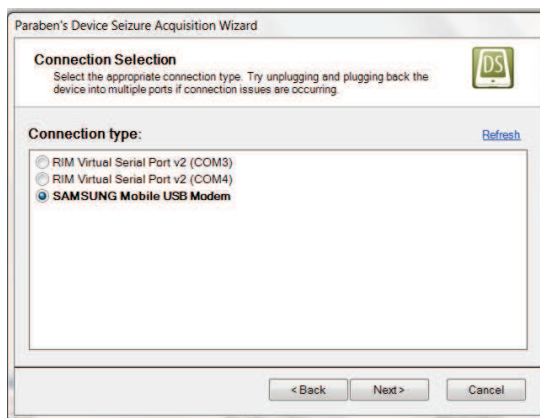 Paraben's Device Seizure Acquisition Wizard
Connection Selection
Select the appropriate connection type. Try unplugging and plugging back the
device into multiple ports if connection issues are occurring.
DS
Connection type:
Refresh
RIM Virtual Serial Port v2 (COM3)
RIM Virtual Serial Port v2 (COM4)
SAMSUNG Mobile USB Modem
< Back
Next >
Cancel